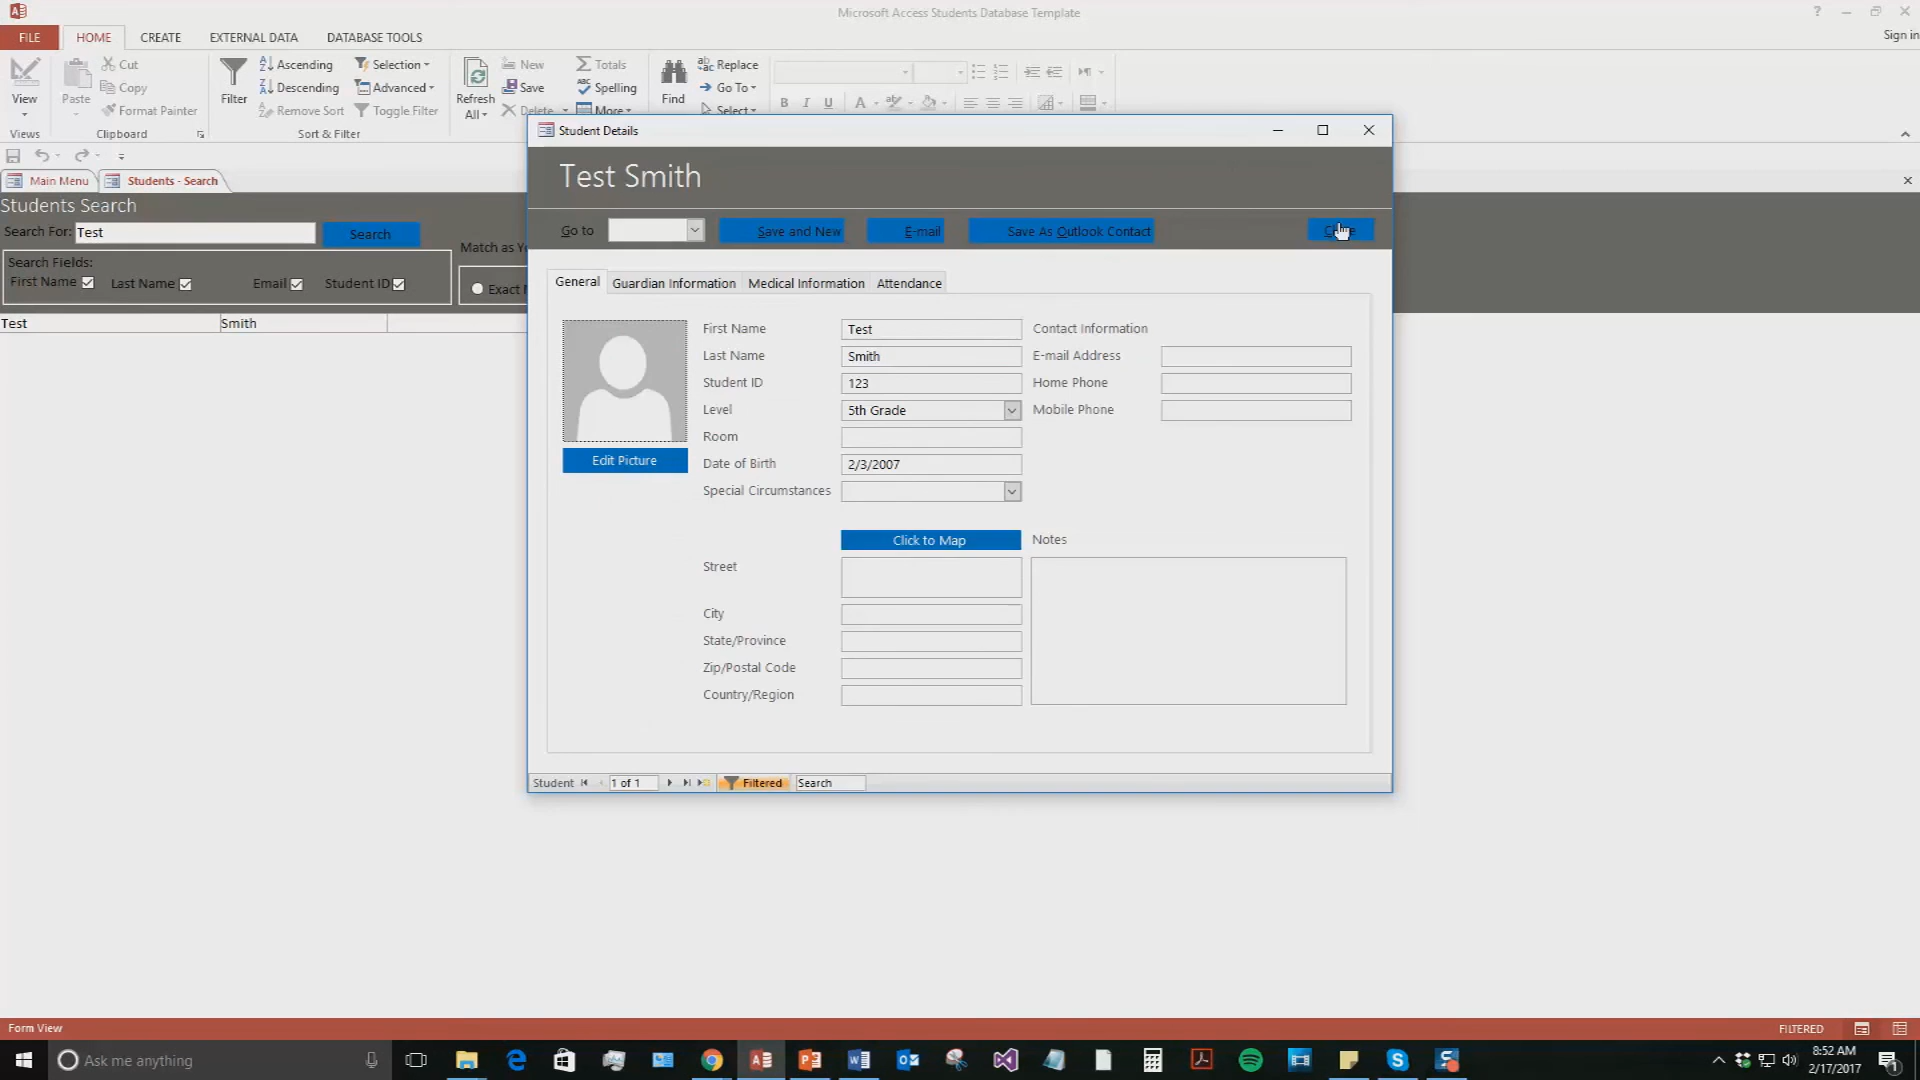 Microsoft Access Students Database Template
?
Sign in
FILE HOME CREATE EXTERNAL DATA DATABASE TOOLS
View
Views
Paste
Cut
Copy
Format Painter
Clipboard
Filter
Ascending
Descending
Remove Sort
Selection
Advanced
Toggle Filter
Sort & Filter
Refresh
All
New
Save
Delete
Totals
Spelling
More
Find
Replace
Go To
Select
B I U A
Main Menu Students - Search
Students Search
Search For: Test Search
Match as Yo
Search Fields:
First Name Last Name Email Student ID
Exact
Test Smith
Student Details
Test Smith
Go to Save and New E-mail Save As Outlook Contact
General Guardian Information Medical Information Attendance
Edit Picture
First Name Test
Last Name Smith
Student ID 123
Level 5th Grade
Room
Date of Birth 2/3/2007
Special Circumstances
Contact Information
E-mail Address
Home Phone
Mobile Phone
Click to Map
Notes
Street
City
State/Province
Zip/Postal Code
Country/Region
Student 1 of 1 Filtered Search
Form View FILTERED
Ask me anything
8:52 AM
2/17/2017
1